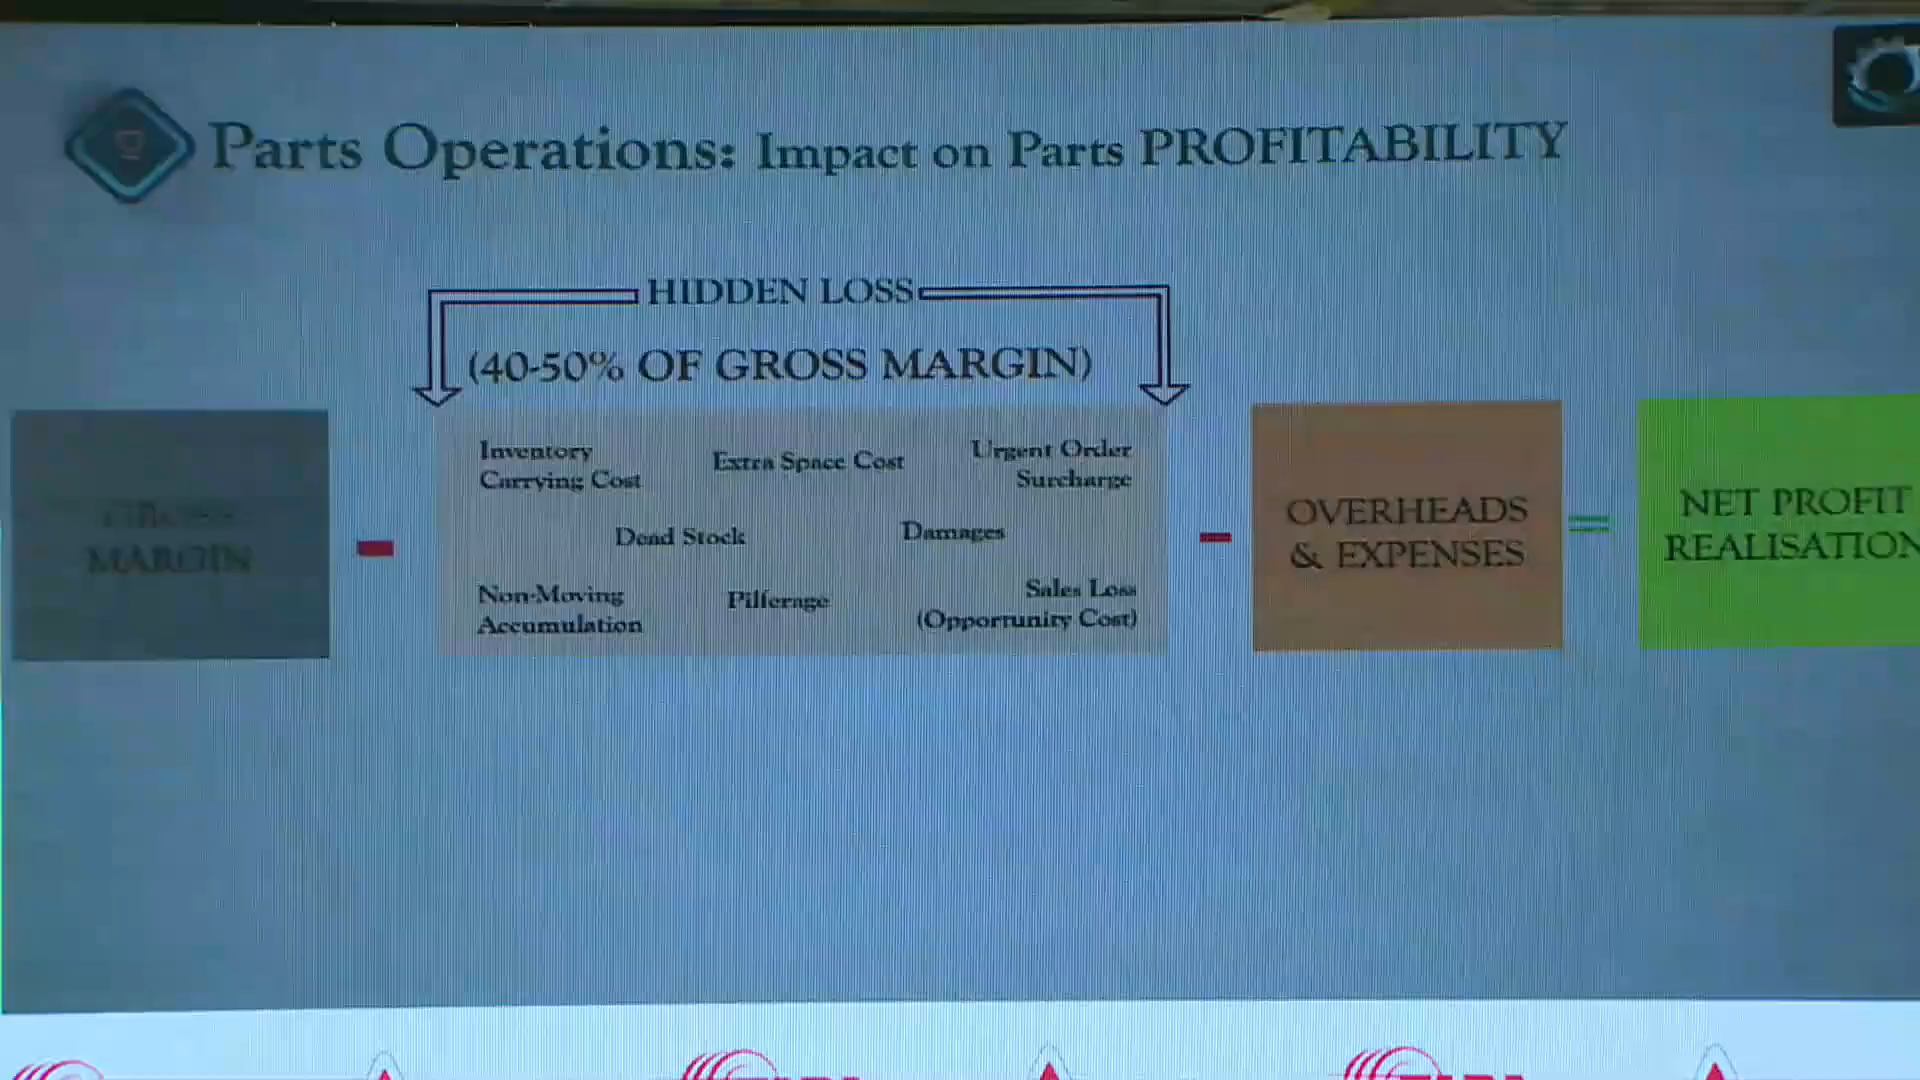 Parts Operations: Impact on Parts PROFITABILITY
HIDDEN LOSS
(40-50% OF GROSS MARGIN)
GROSS
MARGIN
Inventory
Carrying Cost
Extra Space Cost
Urgent Order
Surcharge
Dead Stock
Damages
Non-Moving
Accumulation
Pilferage
Sales Loss
(Opportunity Cost)
OVERHEADS
& EXPENSES
=
NET PROFIT
REALISATION